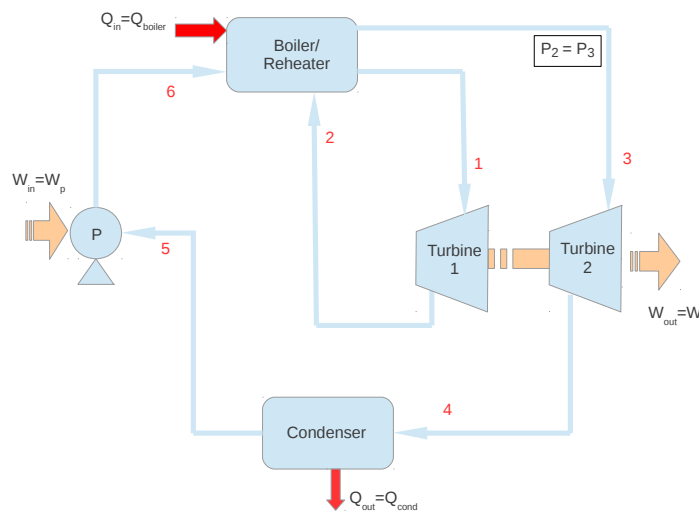 Q_in=Q_boiler
Boiler/
Reheater
P_2 = P_3
6
2
1
3
W_in=W_p
P
5
Turbine
1
Turbine
2
W_out=W
4
Condenser
Q_out=Q_cond